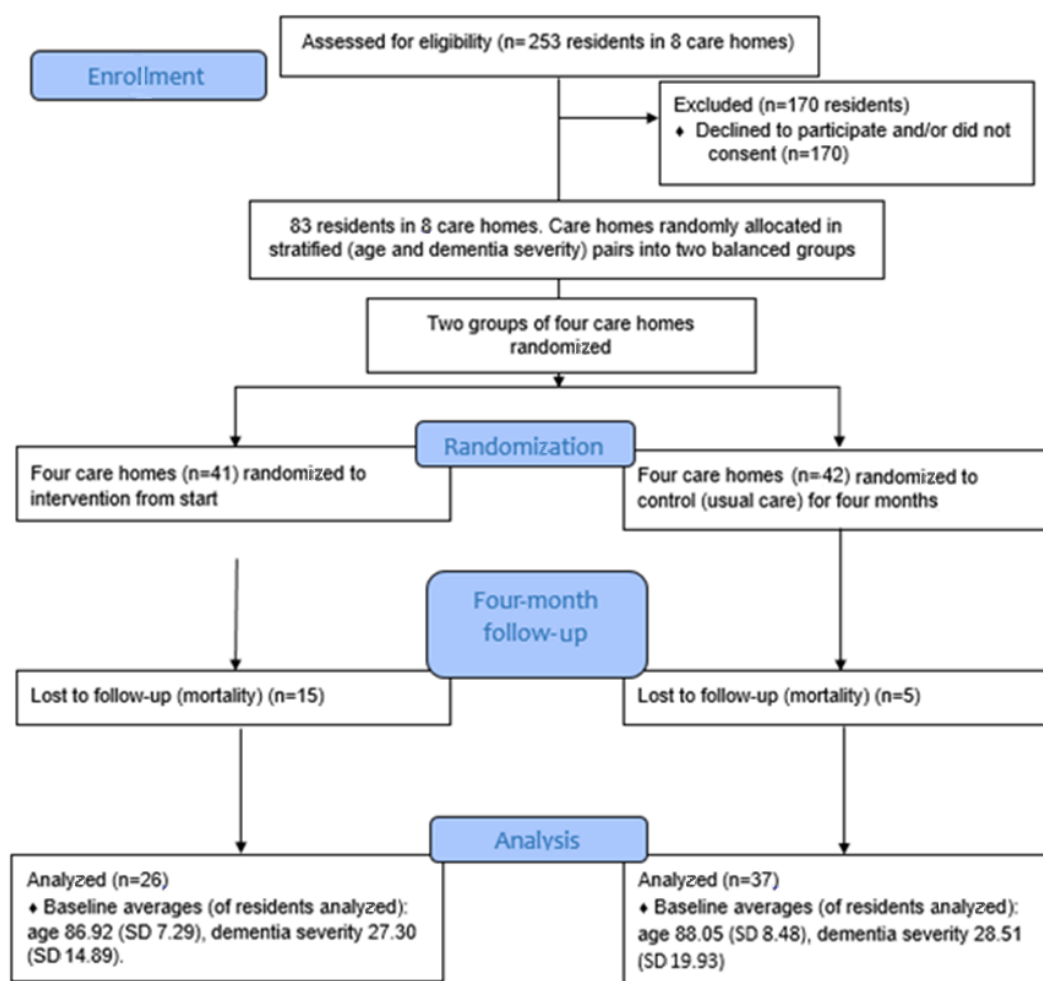 Assessed for eligibility (n= 253 residents in 8 care homes)
Enrollment
Excluded (n=170 residents)
♦ Declined to participate and/or did not
consent (n=170)
83 residents in 8 care homes. Care homes randomly allocated in
stratified (age and dementia severity) pairs into two balanced groups
Two groups of four care homes
randomized
Randomization
Four care homes (n=41) randomized to
intervention from start
Four care homes (n=42) randomized to
control (usual care) for four months
Four-month
follow-up
Lost to follow-up (mortality) (n=15)
Lost to follow-up (mortality) (n=5)
Analysis
Analyzed (n=26)
♦ Baseline averages (of residents analyzed):
age 86.92 (SD 7.29), dementia severity 27.30
(SD 14.89).
Analyzed (n=37)
♦ Baseline averages (of residents analyzed):
age 88.05 (SD 8.48), dementia severity 28.51
(SD 19.93)